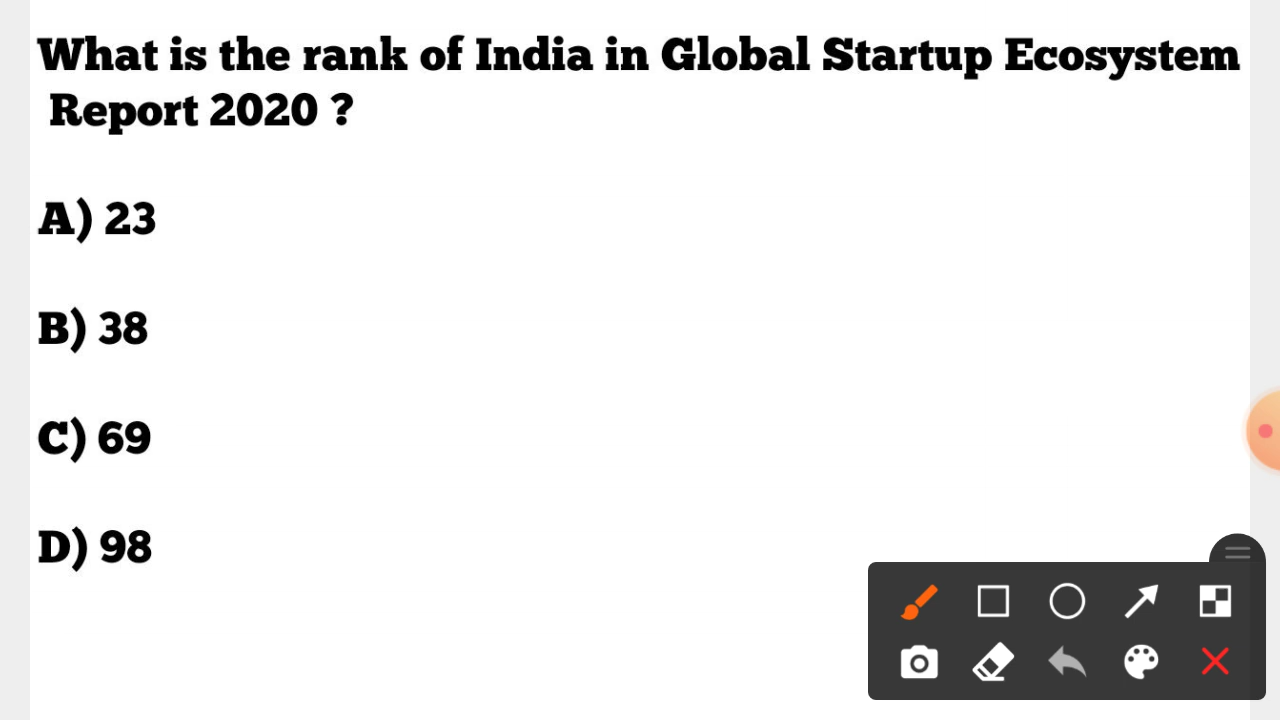 What is the rank of India in Global Startup Ecosystem
Report 2020 ?
A) 23
B) 38
C) 69
D) 98